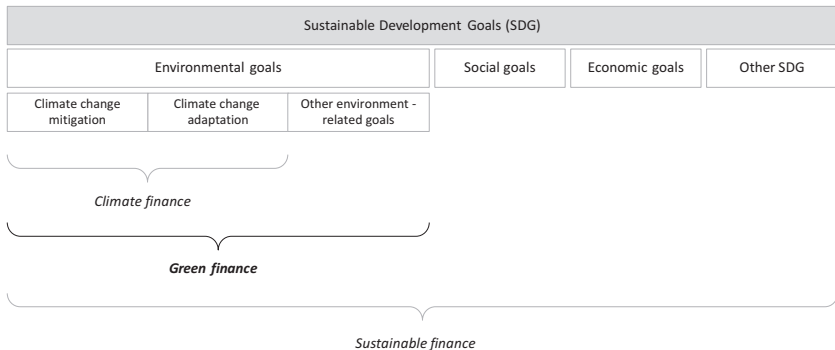 Sustainable Development Goals (SDG)
Environmental goals
Social goals
Economic goals
Other SDG
Climate change
mitigation
Climate change
adaptation
Other environment -
related goals
Climate finance
Green finance
Sustainable finance